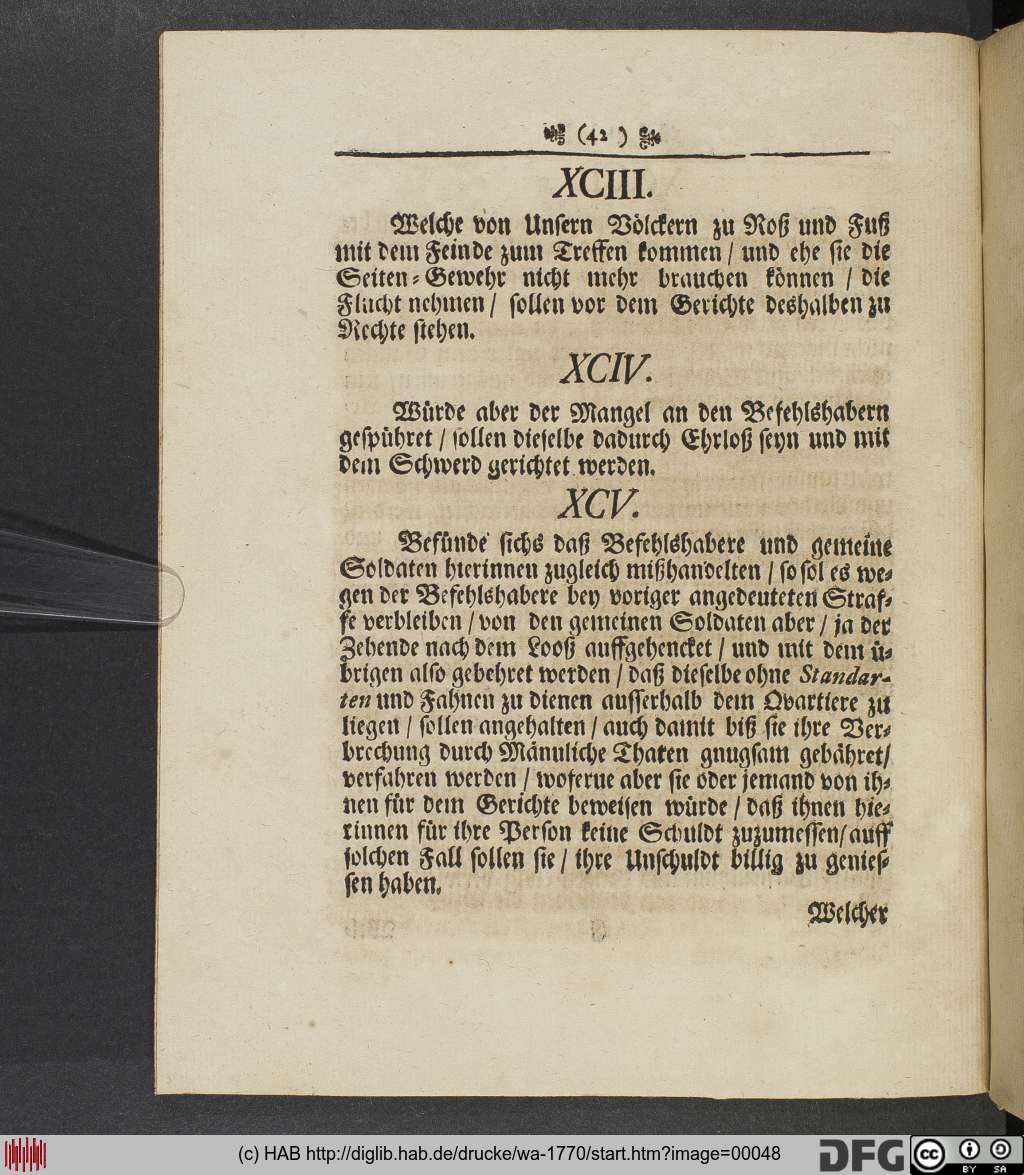 (42)
XCIII.
Welche von Unsern Völckern zu Roß und Fuß
mit dem Feinde zum Treffen kommen / und ehe sie die
Seiten-Gewehr nicht mehr brauchen können / die
Flucht nehmen / sollen vor dem Gerichte deshalben zu
Rechte stehen.
XCIV.
Würde aber der Mangel an den Befehlshabern
gespühret / sollen dieselbe dadurch Ehrloß seyn und mit
dem Schwerd gerichtet werden.
XCV.
Befünde sichs daß Befehlshabere und gemeine
Soldaten hierinnen zugleich mißhandelten / so sol es we-
gen der Befehlshabere bey voriger angedeuteten Straf-
fe verbleiben / von den gemeinen Soldaten aber / ja der
Zehende nach dem Looß auffgehencket / und mit dem ü-
brigen also gebehret werden / daß dieselbe ohne Standar-
ten und Fahnen zu dienen ausserhalb dem Qvartiere zu
liegen / sollen angehalten / auch damit biß sie ihre Ver-
brechung durch Männliche Thaten gnugsam gebähret /
verfahren werden / woferne aber sie oder jemand von ih-
nen für dem Gerichte beweisen würde / daß ihnen hie-
rinnen für ihre Person keine Schuldt zuzumessen / auff
solchen Fall sollen sie / ihre Unschuldt billig zu genies-
sen haben.
Welcher
(c) HAB http://diglib.hab.de/drucke/wa-1770/start.htm?image=00048
DFG
cc BY SA